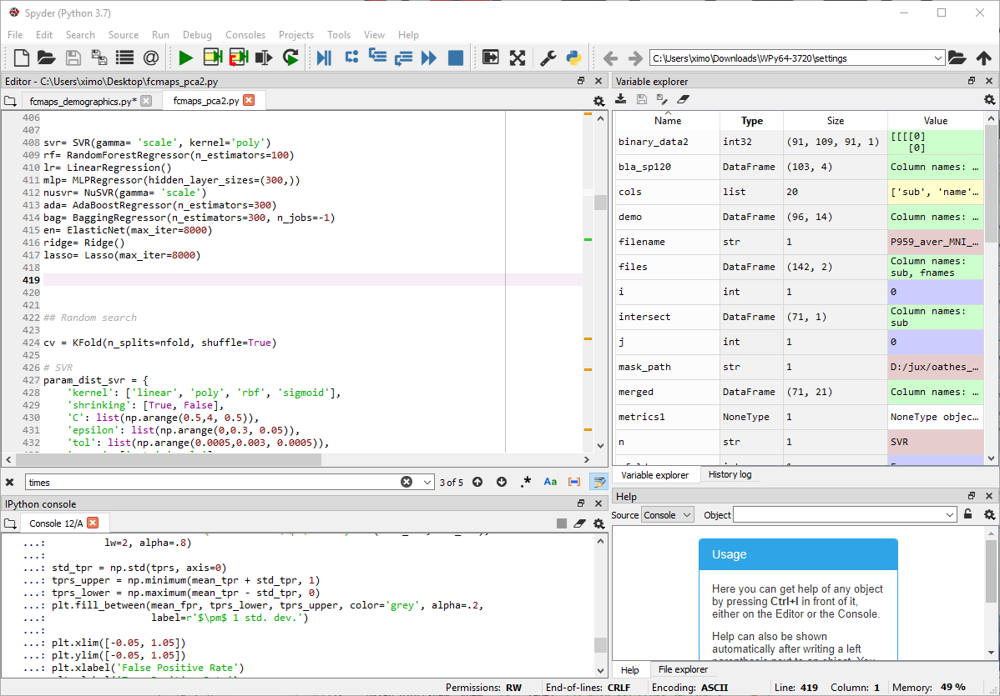 Spyder (Python 3.7)
File Edit Search Source Run Debug Consoles Projects Tools View Help
C:\Users\ximo\Downloads\WPy64-3720\settings
Editor - C:\Users\ximo\Desktop\fcmaps_pca2.py
fcmaps_demographics.py* fcmaps_pca2.py
406
407
408 svr= SVR(gamma= 'scale', kernel='poly')
409 rf= RandomForestRegressor(n_estimators=100)
410 lr= LinearRegression()
411 mlp= MLPRegressor(hidden_layer_sizes=(300,))
412 nusvr= NuSVR(gamma= 'scale')
413 ada= AdaBoostRegressor(n_estimators=300)
414 bag= BaggingRegressor(n_estimators=300, n_jobs=-1)
415 en= ElasticNet(max_iter=8000)
416 ridge= Ridge()
417 lasso= Lasso(max_iter=8000)
418
419
420
421
422 ## Random search
423
424 cv = KFold(n_splits=nfold, shuffle=True)
425
426 # SVR
427 param_dist_svr = {
428 'kernel': ['linear', 'poly', 'rbf', 'sigmoid'],
429 'shrinking': [True, False],
430 'C': list(np.arange(0.5,4, 0.5)),
431 'epsilon': list(np.arange(0,0.3, 0.05)),
432 'tol': list(np.arange(0.0005,0.003, 0.0005)),
times 3 of 5 .* Aa
IPython console
Console 12/A
...: lw=2, alpha=.8)
...:
...: std_tpr = np.std(tprs, axis=0)
...: tprs_upper = np.minimum(mean_tpr + std_tpr, 1)
...: tprs_lower = np.maximum(mean_tpr - std_tpr, 0)
...: plt.fill_between(mean_fpr, tprs_lower, tprs_upper, color='grey', alpha=.2,
...: label=r'$\pm$ 1 std. dev.')
...:
...: plt.xlim([-0.05, 1.05])
...: plt.ylim([-0.05, 1.05])
...: plt.xlabel('False Positive Rate')
Variable explorer
Name Type Size Value
binary_data2 int32 (91, 109, 91, 1) [[[[0]
[0]
bla_sp120 DataFrame (103, 4) Column names: …
cols list 20 ['sub', 'name'…
demo DataFrame (96, 14) Column names: …
filename str 1 P959_aver_MNI_…
files DataFrame (142, 2) Column names:
sub, fnames
i int 1 0
intersect DataFrame (71, 1) Column names:
sub
j int 1 0
mask_path str 1 D:/jux/oathes_…
merged DataFrame (71, 21) Column names: …
metrics1 NoneType 1 NoneType objec…
n str 1 SVR
Variable explorer History log
Help
Source Console Object
Usage
Here you can get help of any object
by pressing Ctrl+I in front of it,
either on the Editor or the Console.
Help can also be shown
automatically after writing a left
Help File explorer
Permissions: RW End-of-lines: CRLF Encoding: ASCII Line: 419 Column: 1 Memory: 49 %